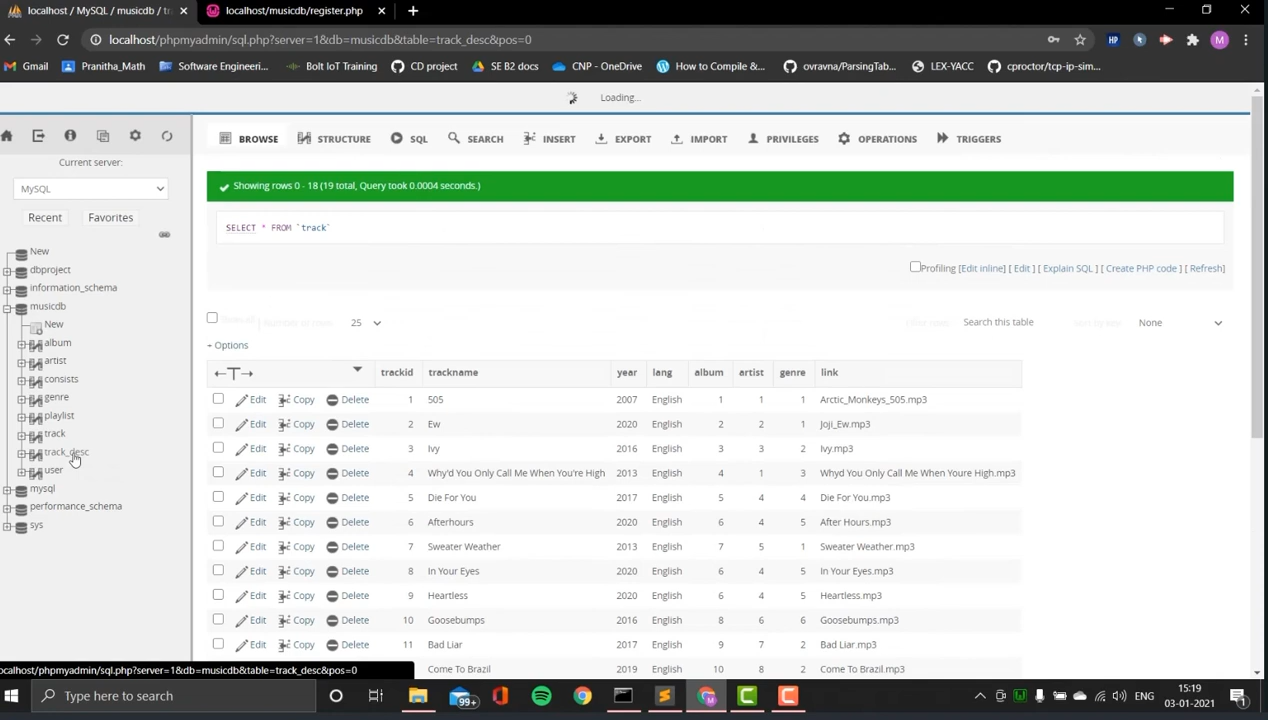 localhost / MySQL / musicdb / tr
localhost/musicdb/register.php
localhost/phpmyadmin/sql.php?server=1&db=musicdb&table=track_desc&pos=0
HP
M
Gmail
Pranitha_Math
Software Engineeri...
Bolt IoT Training
CD project
SE B2 docs
CNP - OneDrive
How to Compile &...
ovravna/ParsingTab...
LEX-YACC
cproctor/tcp-ip-sim...
Loading...
BROWSE
STRUCTURE
SQL
SEARCH
INSERT
EXPORT
IMPORT
PRIVILEGES
OPERATIONS
TRIGGERS
Current server:
MySQL
Recent
Favorites
New
dbproject
information_schema
musicdb
New
album
artist
consists
genre
playlist
track
track_desc
user
mysql
performance_schema
sys
Showing rows 0 - 18 (19 total, Query took 0.0004 seconds.)
SELECT * FROM `track`
Profiling [Edit inline] [ Edit ] [ Explain SQL ] [ Create PHP code ] [ Refresh]
25
Search this table
None
+ Options
←T→ trackid trackname year lang album artist genre link
Edit Copy Delete 1 505 2007 English 1 1 1 Arctic_Monkeys_505.mp3
Edit Copy Delete 2 Ew 2020 English 2 2 1 Joji_Ew.mp3
Edit Copy Delete 3 Ivy 2016 English 3 3 2 Ivy.mp3
Edit Copy Delete 4 Why'd You Only Call Me When You're High 2013 English 4 1 3 Whyd You Only Call Me When Youre High.mp3
Edit Copy Delete 5 Die For You 2017 English 5 4 4 Die For You.mp3
Edit Copy Delete 6 Afterhours 2020 English 6 4 5 After Hours.mp3
Edit Copy Delete 7 Sweater Weather 2013 English 7 5 1 Sweater Weather.mp3
Edit Copy Delete 8 In Your Eyes 2020 English 6 4 5 In Your Eyes.mp3
Edit Copy Delete 9 Heartless 2020 English 6 4 5 Heartless.mp3
Edit Copy Delete 10 Goosebumps 2016 English 8 6 6 Goosebumps.mp3
Edit Copy Delete 11 Bad Liar 2019 English 9 7 2 Bad Liar.mp3
Come To Brazil 2019 English 10 8 2 Come To Brazil.mp3
localhost/phpmyadmin/sql.php?server=1&db=musicdb&table=track_desc&pos=0
Type here to search
99+
M
ENG
15:19
03-01-2021
1